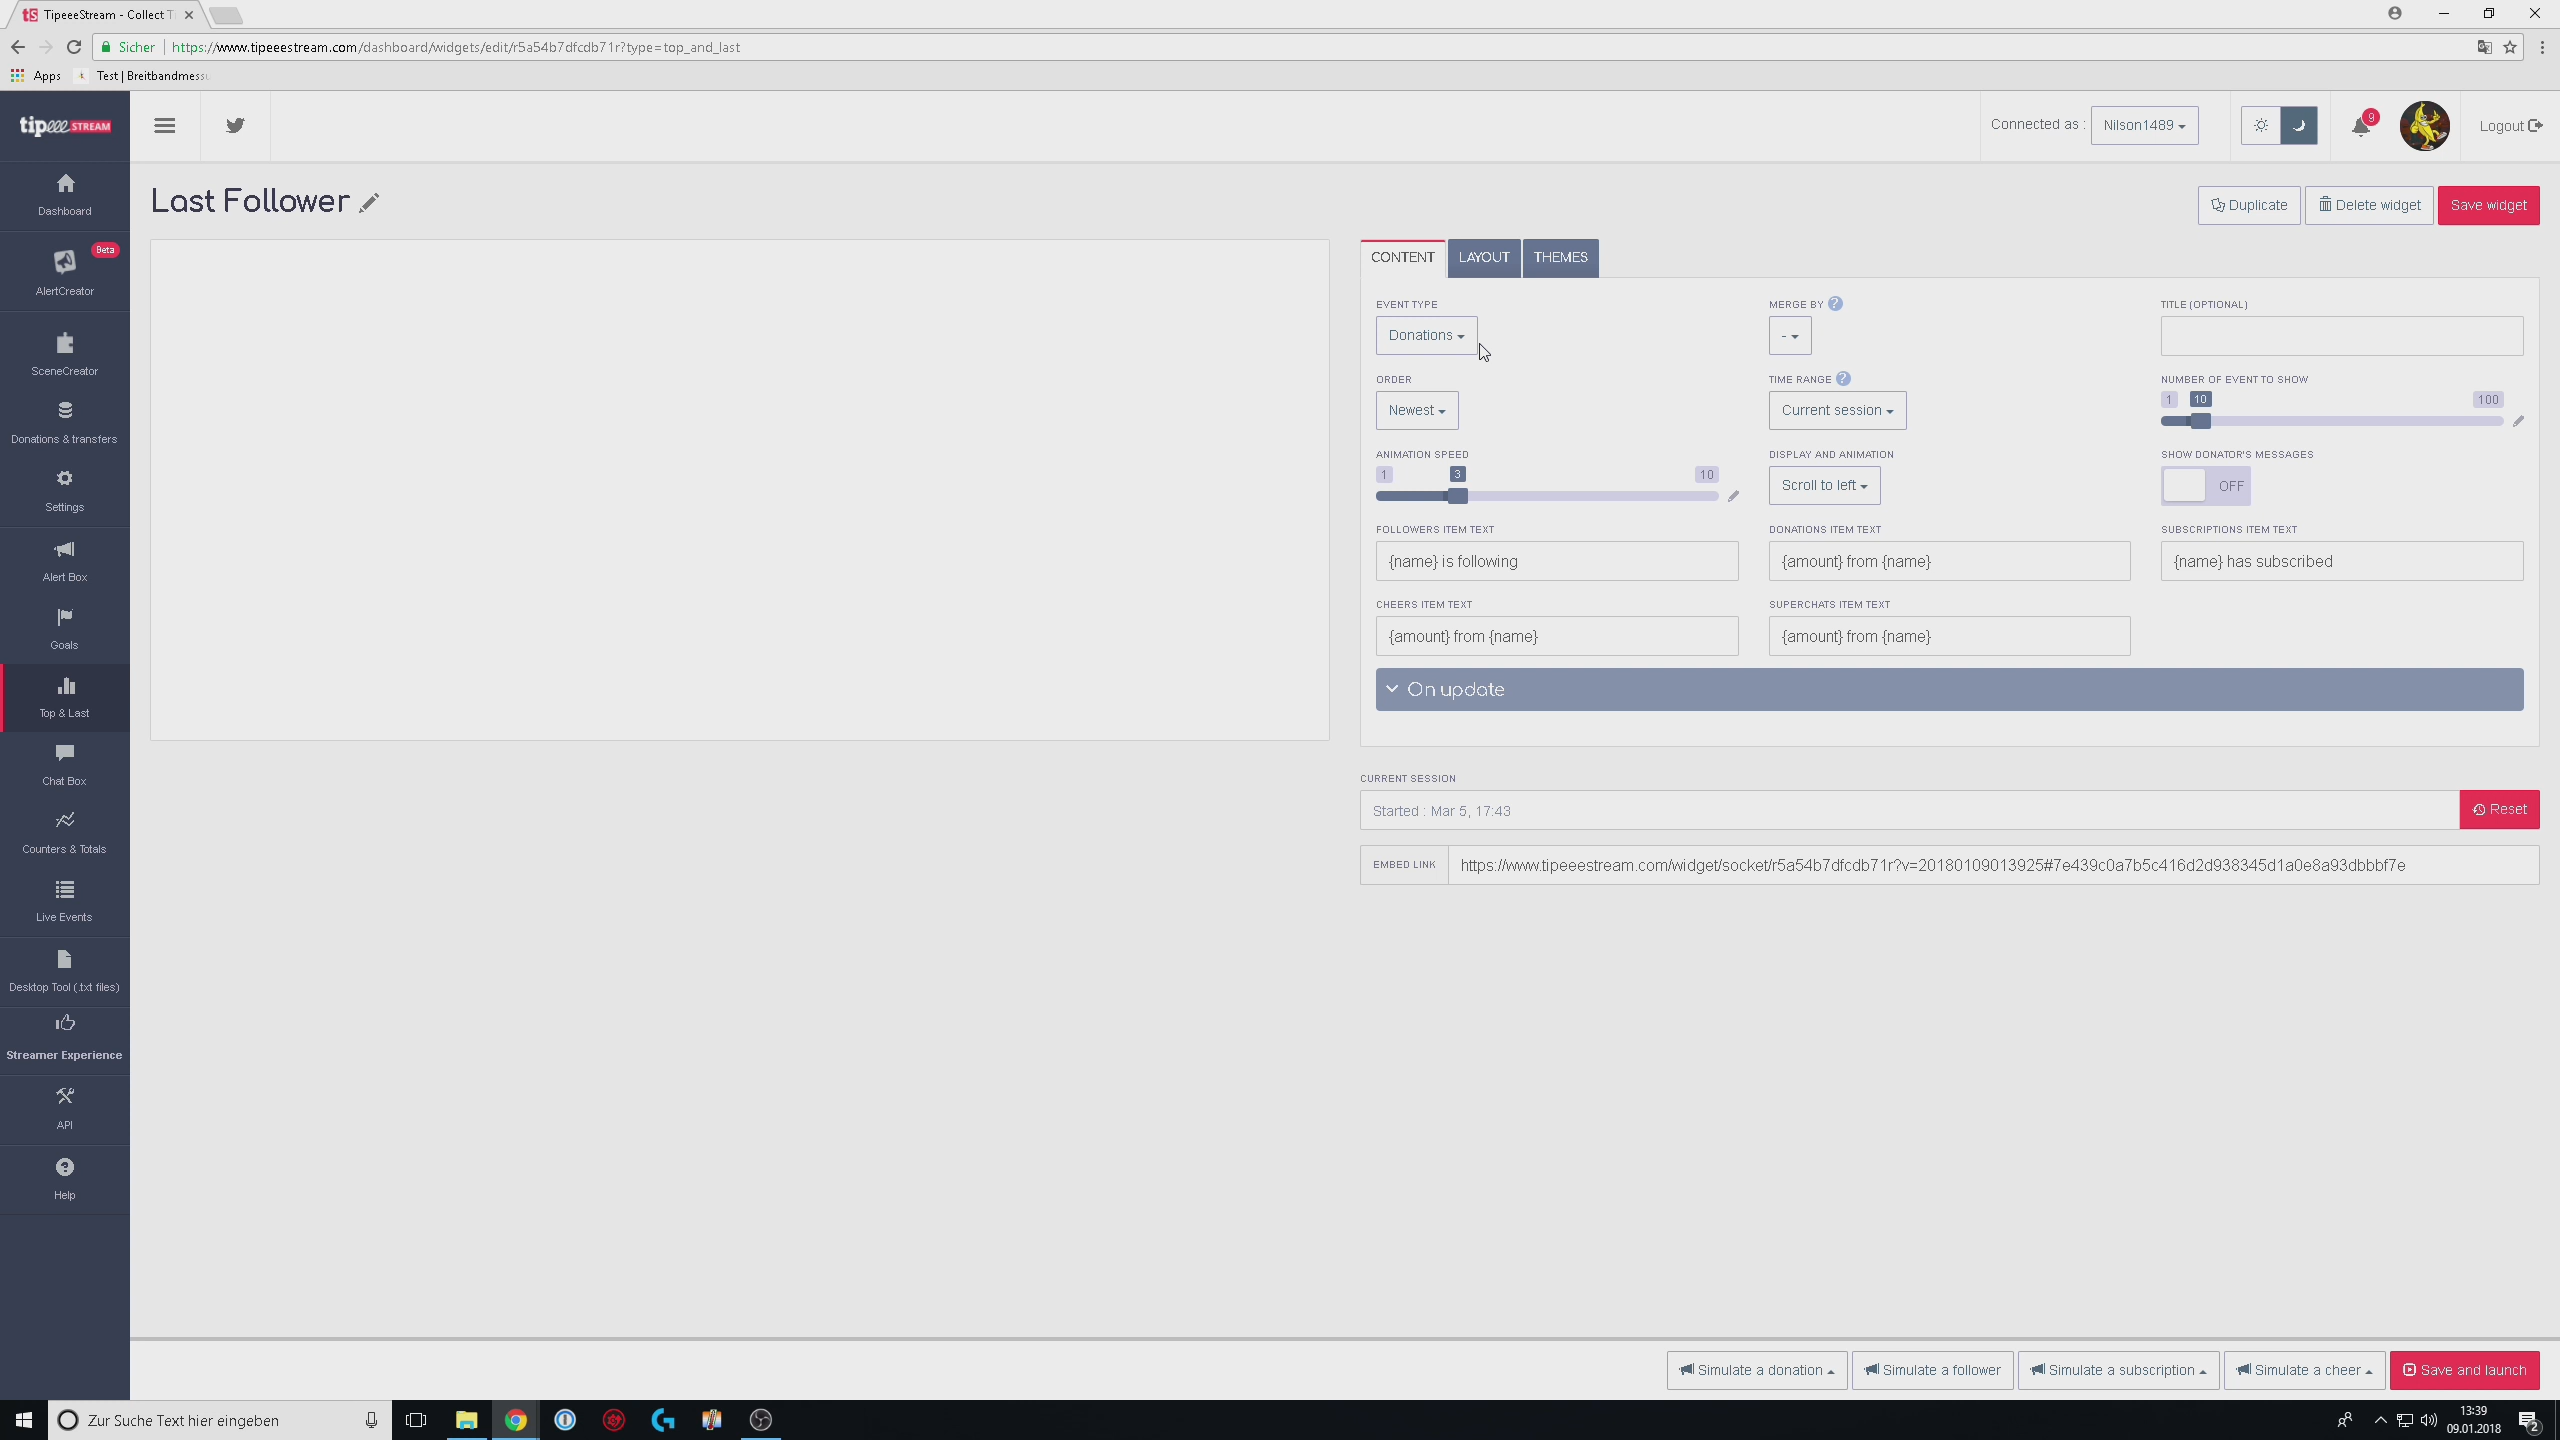 TipeeeStream - Collect T
Sicher
https://www.tipeeestream.com/dashboard/widgets/edit/r5a54b7dfcdb71r?type=top_and_last
Apps
Test | Breitbandmessu
tipeee STREAM
Connected as :
Nilson1489
9
Logout
Last Follower
Duplicate
Delete widget
Save widget
Dashboard
Beta
AlertCreator
SceneCreator
Donations & transfers
Settings
Alert Box
Goals
Top & Last
Chat Box
Counters & Totals
Live Events
Desktop Tool (.txt files)
Streamer Experience
API
Help
CONTENT
LAYOUT
THEMES
EVENT TYPE
MERGE BY ?
TITLE (OPTIONAL)
Donations
-
ORDER
TIME RANGE ?
NUMBER OF EVENT TO SHOW
Newest
Current session
1
10
100
ANIMATION SPEED
DISPLAY AND ANIMATION
SHOW DONATOR'S MESSAGES
1
3
10
Scroll to left
OFF
FOLLOWERS ITEM TEXT
DONATIONS ITEM TEXT
SUBSCRIPTIONS ITEM TEXT
{name} is following
{amount} from {name}
{name} has subscribed
CHEERS ITEM TEXT
SUPERCHATS ITEM TEXT
{amount} from {name}
{amount} from {name}
On update
CURRENT SESSION
Started : Mar 5, 17:43
Reset
EMBED LINK
https://www.tipeeestream.com/widget/socket/r5a54b7dfcdb71r?v=20180109013925#7e439c0a7b5c416d2d938345d1a0e8a93dbbbf7e
Simulate a donation
Simulate a follower
Simulate a subscription
Simulate a cheer
Save and launch
Zur Suche Text hier eingeben
13:39
09.01.2018
2